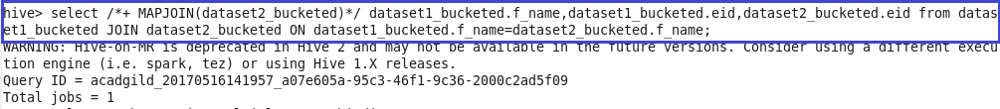 hive> select /*+ MAPJOIN(dataset2_bucketed)*/ dataset1_bucketed.f_name,dataset1_bucketed.eid,dataset2_bucketed.eid from datas
et1_bucketed JOIN dataset2_bucketed ON dataset1_bucketed.f_name=dataset2_bucketed.f_name;
WARNING: Hive-on-MR is deprecated in Hive 2 and may not be available in the future versions. Consider using a different execu
tion engine (i.e. spark, tez) or using Hive 1.X releases.
Query ID = acadgild_20170516141957_a07e605a-95c3-46f1-9c36-2000c2ad5f09
Total jobs = 1